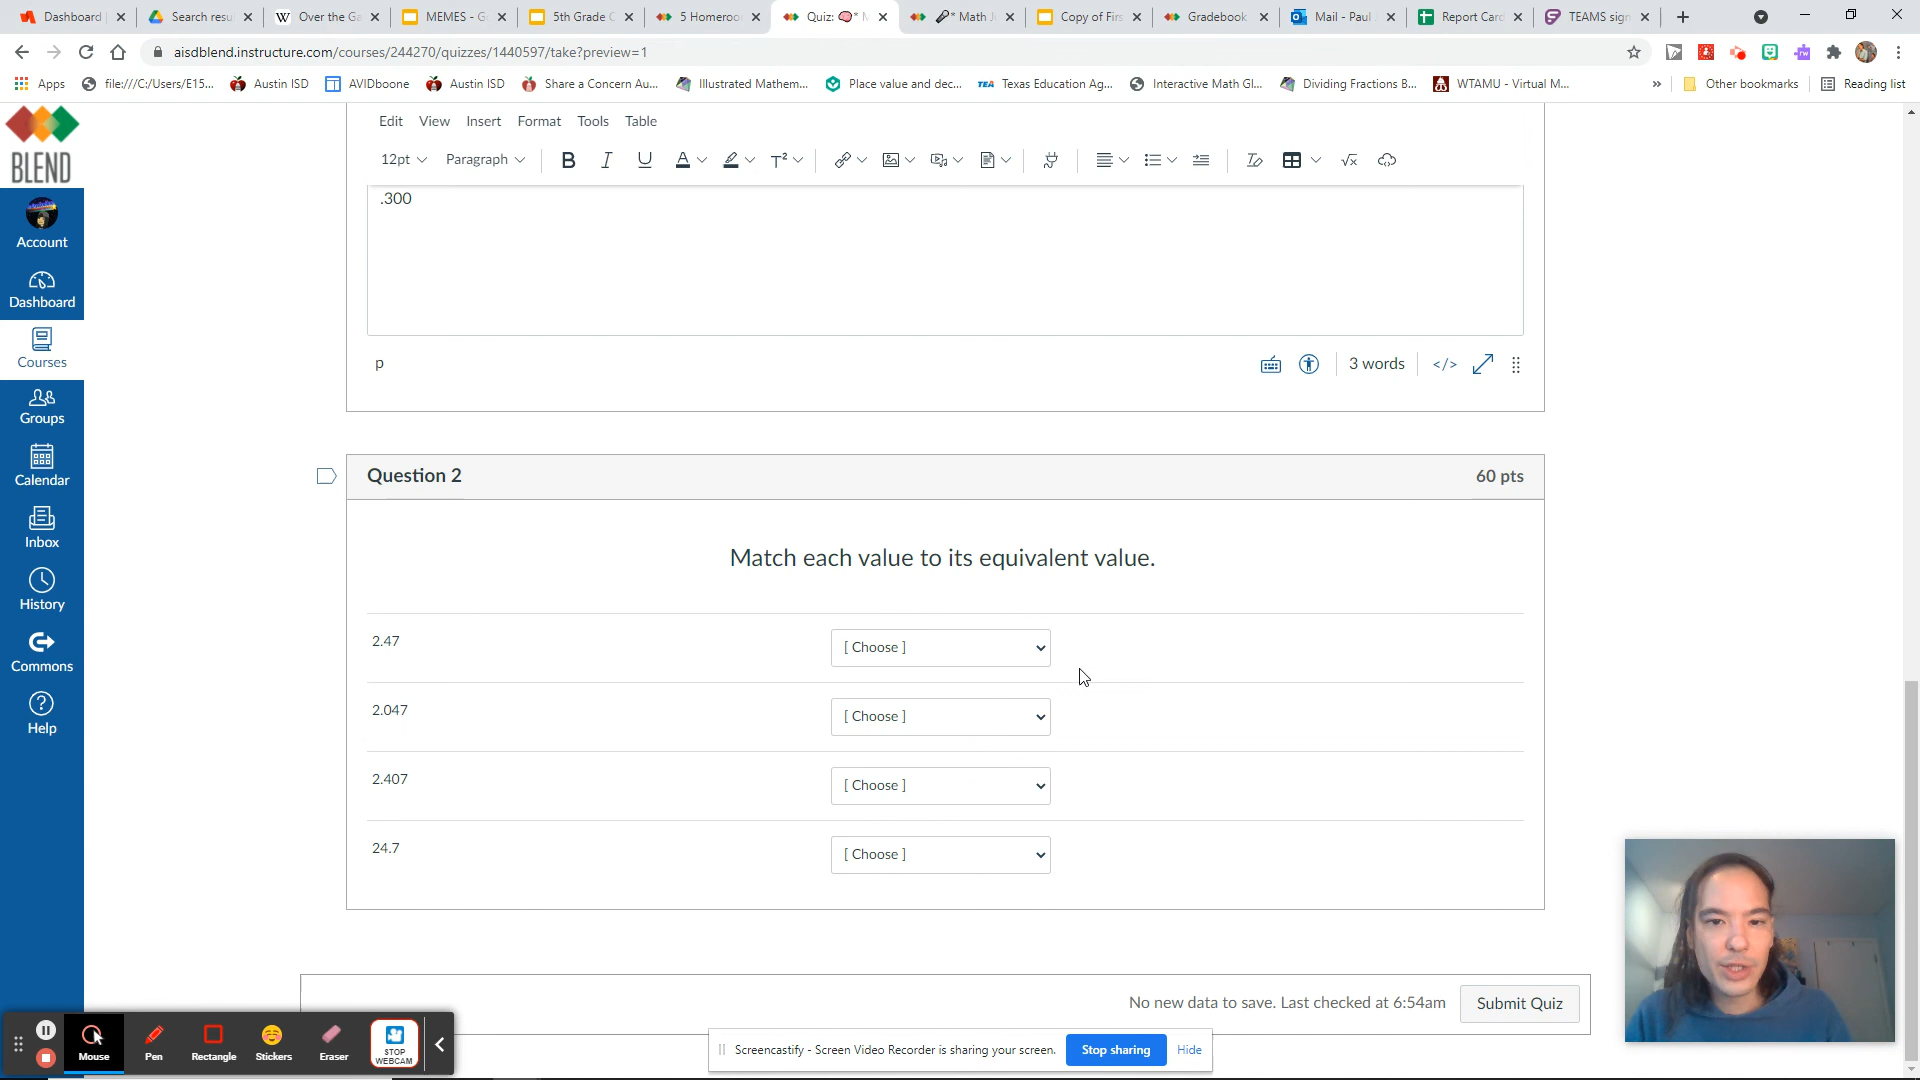 Dashboard
Search resu
Over the Ga
MEMES - G
5th Grade C
5 Homeroo
Quiz: 🧠* M
🎤* Math J
Copy of Firs
Gradebook
Mail - Paul
Report Card
TEAMS sign
aisdblend.instructure.com/courses/244270/quizzes/1440597/take?preview=1
Apps
file:///C:/Users/E15...
Austin ISD
AVIDboone
Austin ISD
Share a Concern Au...
Illustrated Mathem...
Place value and dec...
TEA Texas Education Ag...
Interactive Math Gl...
Dividing Fractions B...
WTAMU - Virtual M...
» Other bookmarks
Reading list
BLEND
Account
Dashboard
Courses
Groups
Calendar
Inbox
History
Commons
Help
Edit View Insert Format Tools Table
12pt Paragraph B I U A T²
.300
p
3 words </>
Question 2
60 pts
Match each value to its equivalent value.
2.47 [ Choose ]
2.047 [ Choose ]
2.407 [ Choose ]
24.7 [ Choose ]
No new data to save. Last checked at 6:54am Submit Quiz
Mouse
Pen
Rectangle
Stickers
Eraser
STOP
WEBCAM
Screencastify - Screen Video Recorder is sharing your screen. Stop sharing Hide